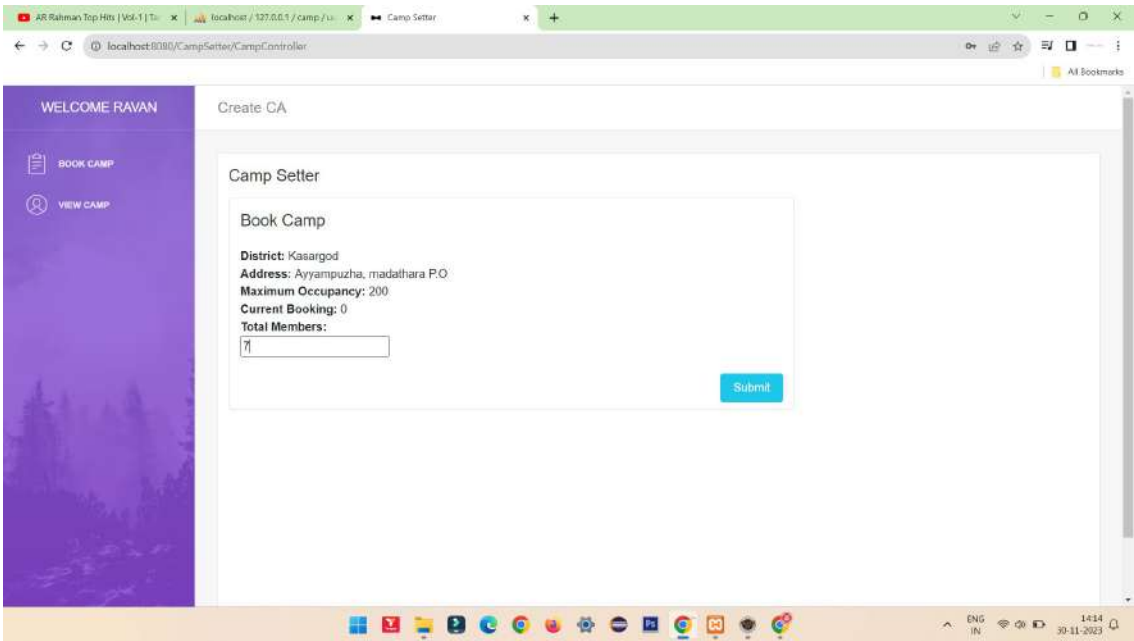 AR Rahman Top Hits | Vol-1 | Ta
localhost / 127.0.0.1 / camp /
Camp Setter
localhost:8080/CampSetter/CampController
All Bookmarks
WELCOME RAVAN
Create CA
BOOK CAMP
VIEW CAMP
Camp Setter
Book Camp
District: Kasargod
Address: Ayyampuzha, madathara P.O
Maximum Occupancy: 200
Current Booking: 0
Total Members:
7
Submit
Ps
ENG
IN
14:14
30-11-2023